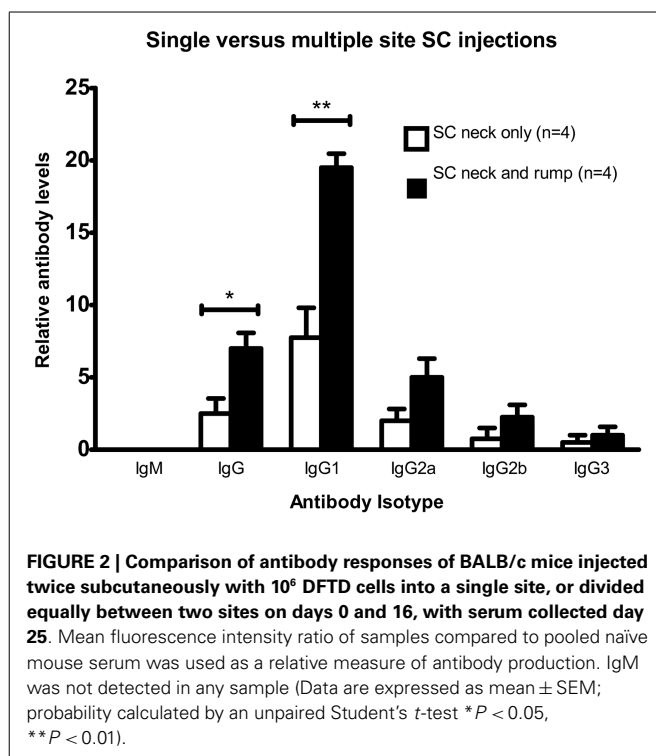 Single versus multiple site SC injections
25
20
15
10
5
0
Relative antibody levels
*
**
SC neck only (n=4)
SC neck and rump (n=4)
IgM IgG IgG1 IgG2a IgG2b IgG3
Antibody Isotype
FIGURE 2 | Comparison of antibody responses of BALB/c mice injected
twice subcutaneously with 10⁶ DFTD cells into a single site, or divided
equally between two sites on days 0 and 16, with serum collected day
25. Mean fluorescence intensity ratio of samples compared to pooled naïve
mouse serum was used as a relative measure of antibody production. IgM
was not detected in any sample (Data are expressed as mean ± SEM;
probability calculated by an unpaired Student's t-test *P < 0.05,
**P < 0.01).